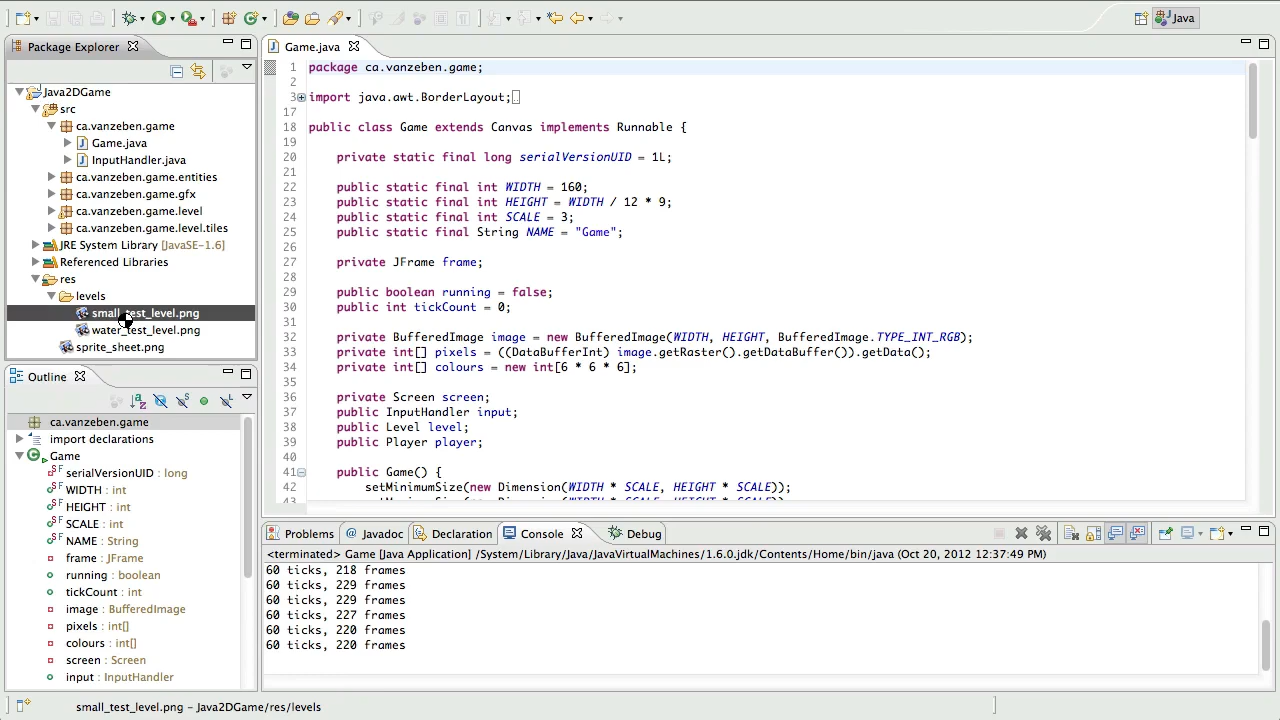 Java
Package Explorer
Java2DGame
src
ca.vanzeben.game
Game.java
InputHandler.java
ca.vanzeben.game.entities
ca.vanzeben.game.gfx
ca.vanzeben.game.level
ca.vanzeben.game.level.tiles
JRE System Library [JavaSE-1.6]
Referenced Libraries
res
levels
small_test_level.png
water_test_level.png
sprite_sheet.png
Outline
ca.vanzeben.game
import declarations
Game
serialVersionUID : long
WIDTH : int
HEIGHT : int
SCALE : int
NAME : String
frame : JFrame
running : boolean
tickCount : int
image : BufferedImage
pixels : int[]
colours : int[]
screen : Screen
input : InputHandler
Game.java
1 package ca.vanzeben.game;
2
3 import java.awt.BorderLayout;
17
18 public class Game extends Canvas implements Runnable {
19
20 private static final long serialVersionUID = 1L;
21
22 public static final int WIDTH = 160;
23 public static final int HEIGHT = WIDTH / 12 * 9;
24 public static final int SCALE = 3;
25 public static final String NAME = "Game";
26
27 private JFrame frame;
28
29 public boolean running = false;
30 public int tickCount = 0;
31
32 private BufferedImage image = new BufferedImage(WIDTH, HEIGHT, BufferedImage.TYPE_INT_RGB);
33 private int[] pixels = ((DataBufferInt) image.getRaster().getDataBuffer()).getData();
34 private int[] colours = new int[6 * 6 * 6];
35
36 private Screen screen;
37 public InputHandler input;
38 public Level level;
39 public Player player;
40
41 public Game() {
42 setMinimumSize(new Dimension(WIDTH * SCALE, HEIGHT * SCALE));
Problems
Javadoc
Declaration
Console
Debug
<terminated> Game [Java Application] /System/Library/Java/JavaVirtualMachines/1.6.0.jdk/Contents/Home/bin/java (Oct 20, 2012 12:37:49 PM)
60 ticks, 218 frames
60 ticks, 229 frames
60 ticks, 229 frames
60 ticks, 227 frames
60 ticks, 220 frames
60 ticks, 220 frames
small_test_level.png – Java2DGame/res/levels